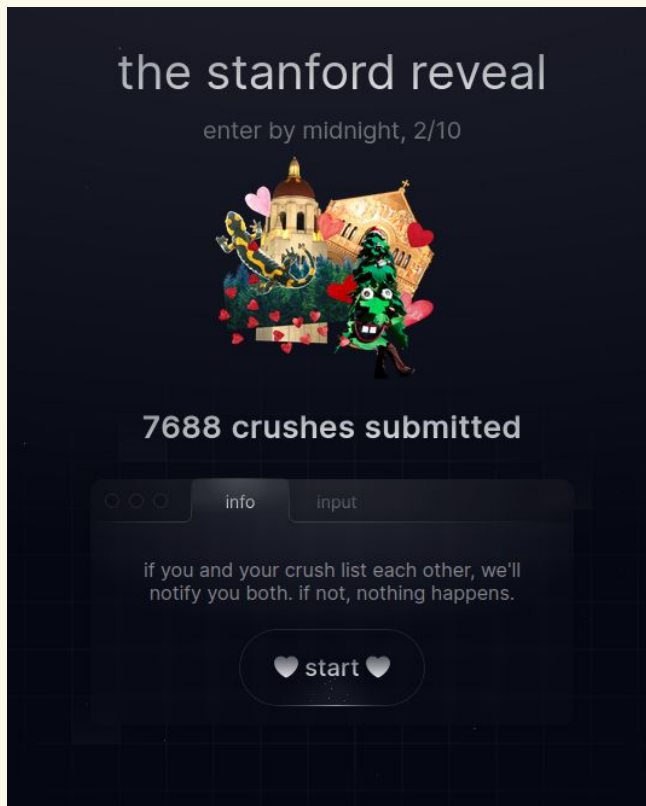 the stanford reveal
enter by midnight, 2/10
7688 crushes submitted
info
input
if you and your crush list each other, we'll
notify you both. if not, nothing happens.
start